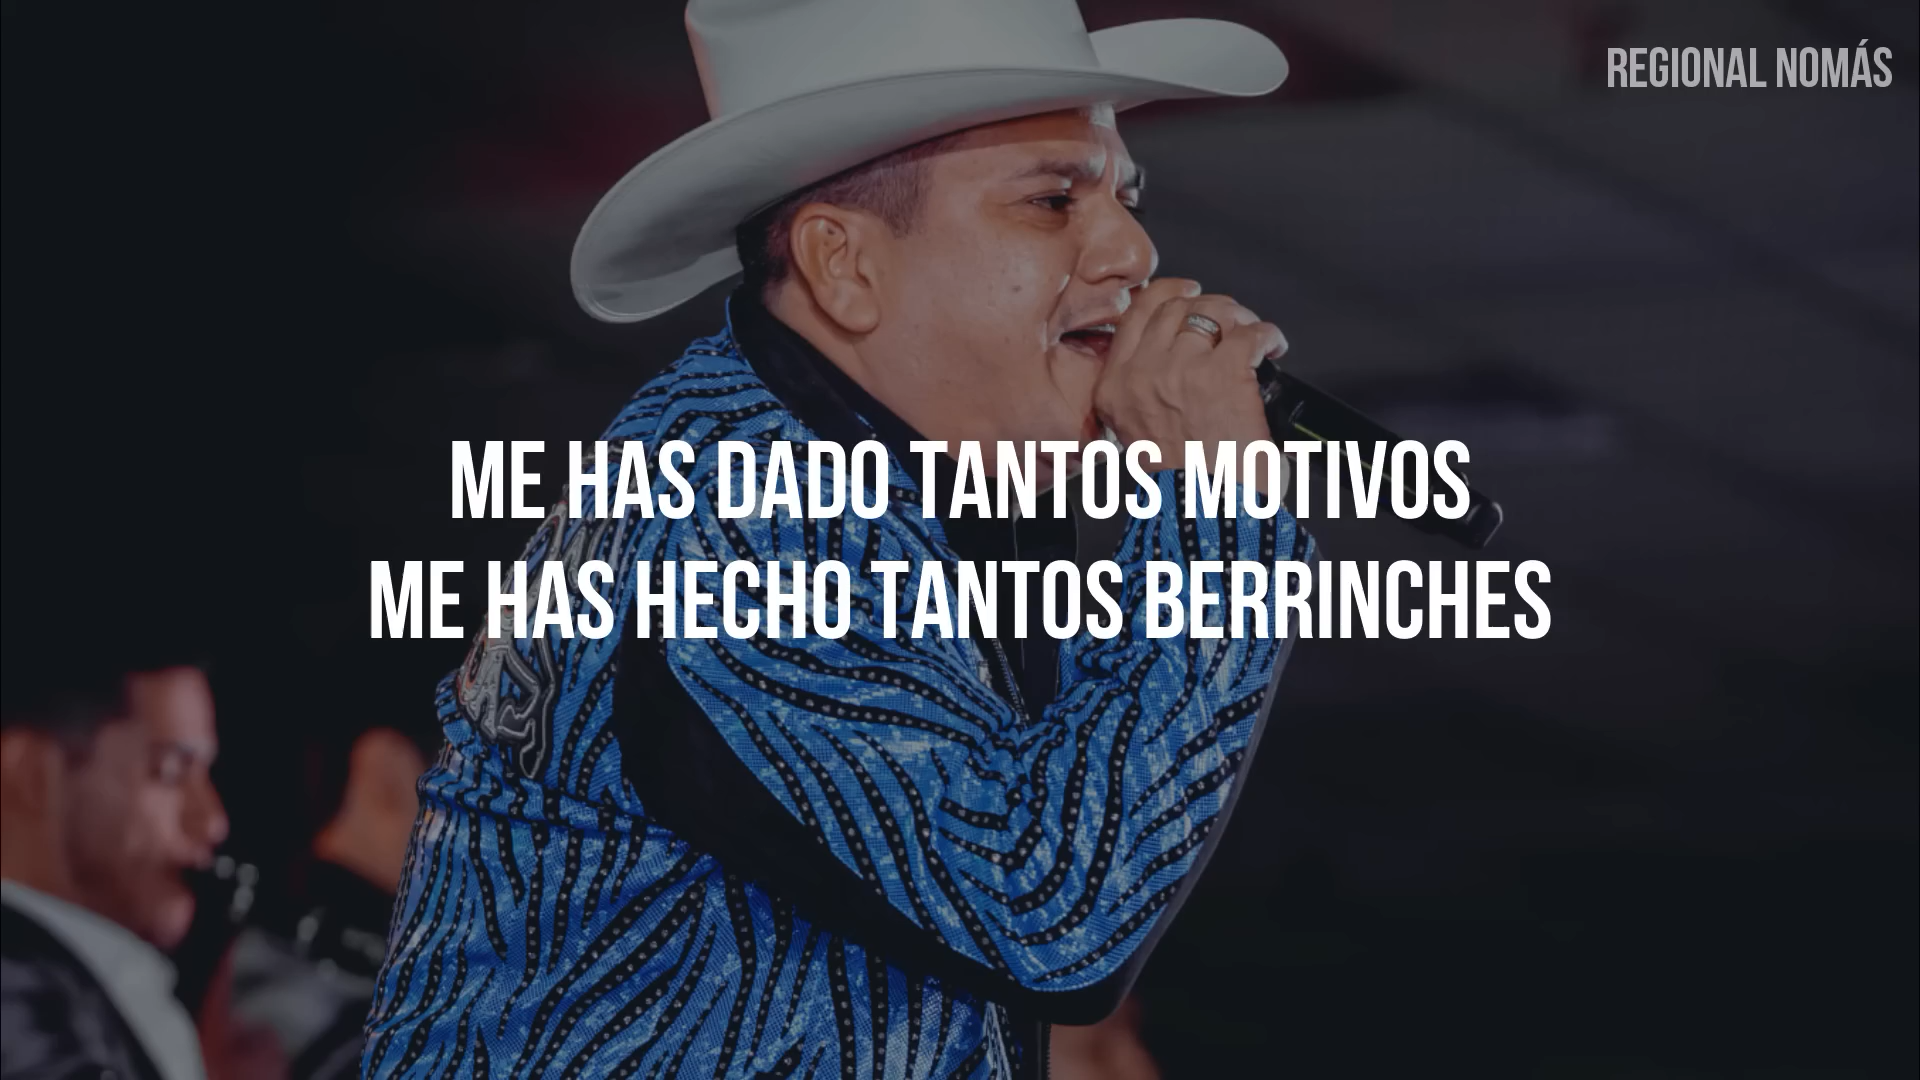 REGIONAL NOMÁS
ME HAS DADO TANTOS MOTIVOS
ME HAS HECHO TANTOS BERRINCHES